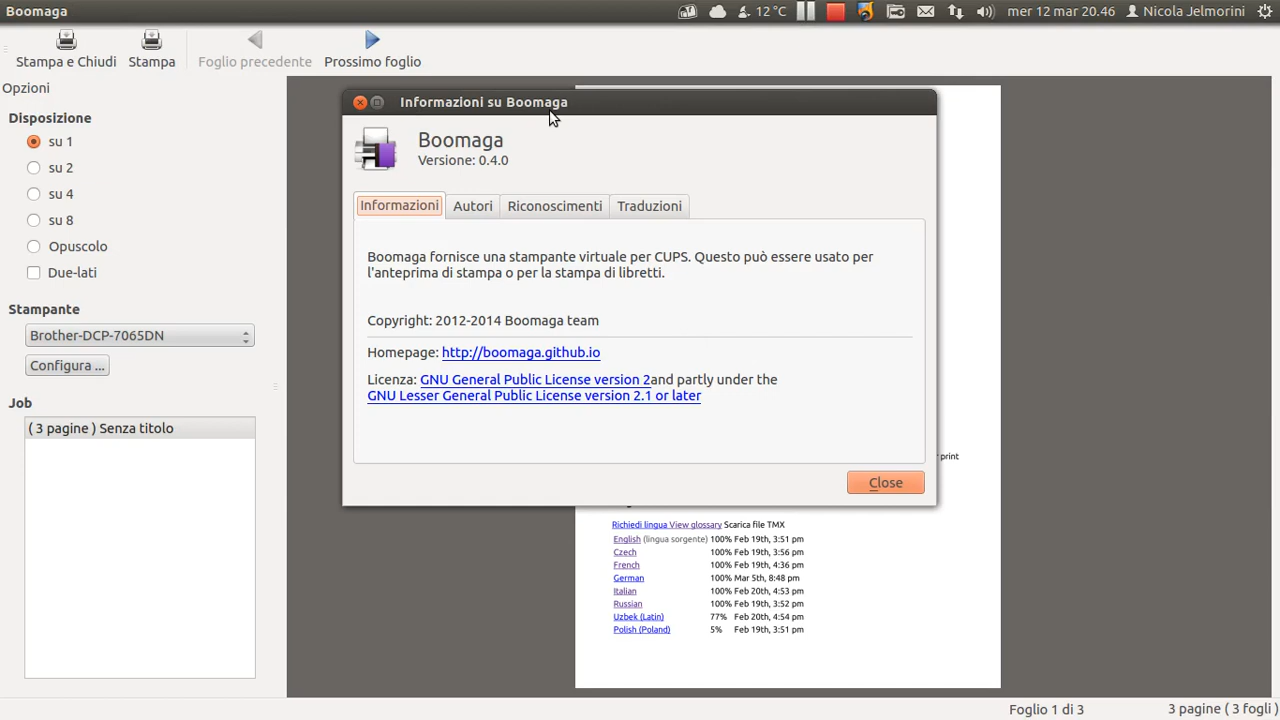 Boomaga
12 °C
mer 12 mar 20.46
Nicola Jelmorini
Stampa e Chiudi
Stampa
Foglio precedente
Prossimo foglio
Opzioni
Disposizione
su 1
su 2
su 4
su 8
Opuscolo
Due-lati
Stampante
Brother-DCP-7065DN
Configura ...
Job
( 3 pagine ) Senza titolo
Informazioni su Boomaga
Boomaga
Versione: 0.4.0
Informazioni
Autori
Riconoscimenti
Traduzioni
Boomaga fornisce una stampante virtuale per CUPS. Questo può essere usato per
l'anteprima di stampa o per la stampa di libretti.
Copyright: 2012-2014 Boomaga team
Homepage: http://boomaga.github.io
Licenza: GNU General Public License version 2and partly under the
GNU Lesser General Public License version 2.1 or later
Close
print
Richiedi lingua View glossary Scarica file TMX
English (lingua sorgente) 100% Feb 19th, 3:51 pm
Czech 100% Feb 19th, 3:52 pm
French 100% Feb 19th, 4:36 pm
German 100% Mar 5th, 8:48 pm
Italian 100% Feb 20th, 4:53 pm
Russian 100% Feb 19th, 3:52 pm
Uzbek (Latin) 77% Feb 20th, 4:54 pm
Polish (Poland) 5% Feb 19th, 3:51 pm
Foglio 1 di 3
3 pagine ( 3 fogli )